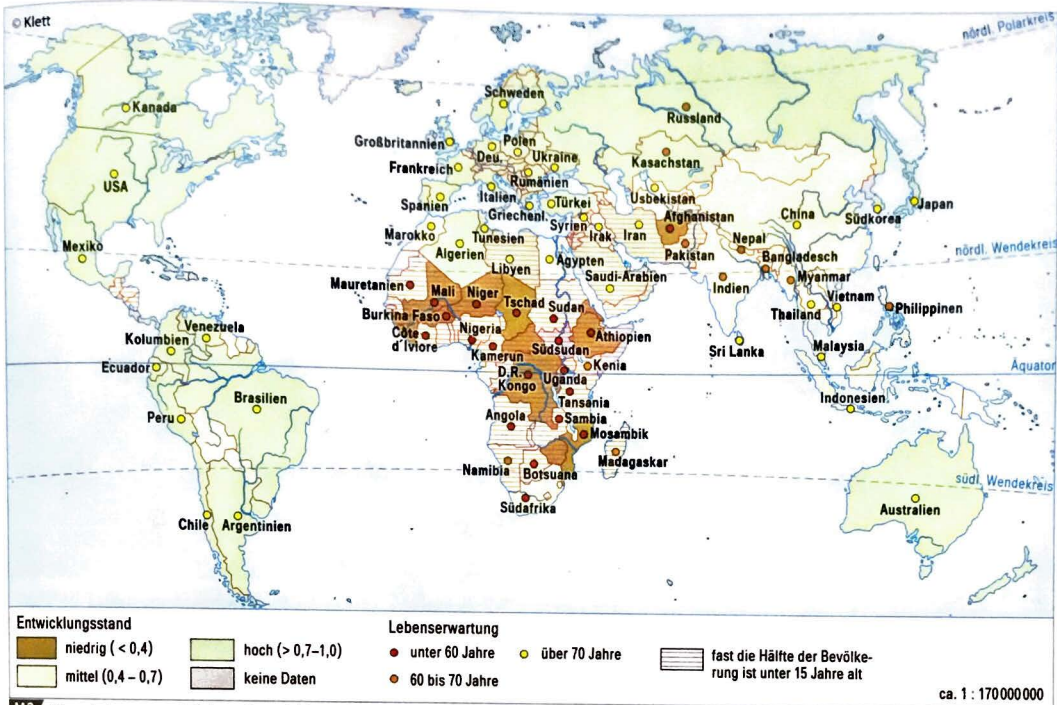 © Klett
nördl. Polarkreis
Schweden
Kanada
Russland
Großbritannien
Polen
Deu.
Ukraine
Kasachstan
Frankreich
USA
Rumänien
Italien
Usbekistan
Spanien
Türkei
Griechenl.
Afghanistan
China
Japan
Südkorea
Syrien
Marokko
Tunesien
Irak
Iran
Mexiko
Algerien
Nepal
nördl. Wendekreis
Pakistan
Bangladesch
Libyen
Ägypten
Saudi-Arabien
Indien
Myanmar
Mauretanien
Mali
Niger
Tschad
Sudan
Vietnam
Philippinen
Burkina Faso
Thailand
Venezuela
Nigeria
Äthiopien
Côte
d'Iviore
Kolumbien
Südsudan
Sri Lanka
Malaysia
Kamerun
Kenia
Äquator
Ecuador
D.R.
Kongo
Uganda
Tansania
Brasilien
Indonesien
Peru
Angola
Sambia
Mosambik
Madagaskar
Namibia
Botsuana
südl. Wendekreis
Südafrika
Australien
Chile
Argentinien
Entwicklungsstand
niedrig (< 0,4)
mittel (0,4 – 0,7)
hoch (> 0,7–1,0)
keine Daten
Lebenserwartung
unter 60 Jahre
über 70 Jahre
60 bis 70 Jahre
fast die Hälfte der Bevölke-
rung ist unter 15 Jahre alt
ca. 1 : 170 000 000